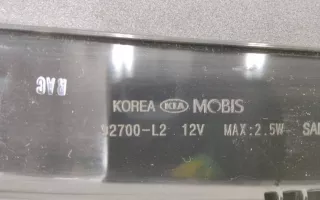 KOREA KIA MOBIS
92700-L2 12V MAX:2.5W